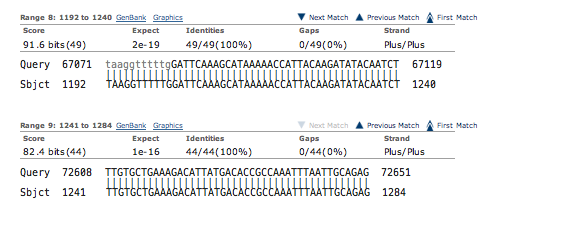 Range 8: 1192 to 1240 GenBank Graphics Next Match Previous Match First Match
Score Expect Identities Gaps Strand
91.6 bits(49) 2e-19 49/49(100%) 0/49(0%) Plus/Plus
Query 67071 taaggtttttgGATTCAAAGCATAAAAACCATTACAAGATATACAATCT 67119
Sbjct 1192 TAAGGTTTTTGGATTCAAAGCATAAAAACCATTACAAGATATACAATCT 1240
Range 9: 1241 to 1284 GenBank Graphics Next Match Previous Match First Match
Score Expect Identities Gaps Strand
82.4 bits(44) 1e-16 44/44(100%) 0/44(0%) Plus/Plus
Query 72608 TTGTGCTGAAAGACATTATGACACCGCCAAATTTAATTGCAGAG 72651
Sbjct 1241 TTGTGCTGAAAGACATTATGACACCGCCAAATTTAATTGCAGAG 1284